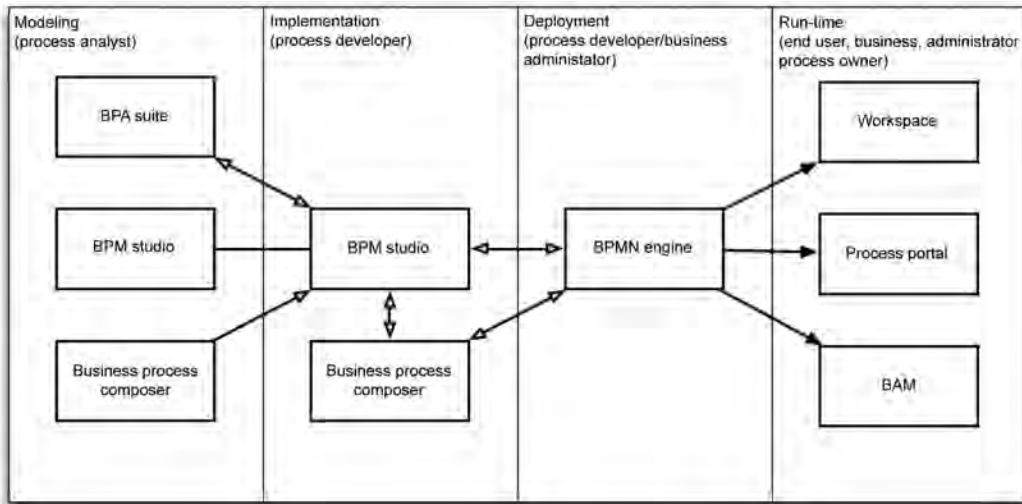 Modeling
(process analyst)
Implementation
(process developer)
Deployment
(process developer/business
administator)
Run-time
(end user, business, administrator
process owner)
BPA suite
Workspace
BPM studio
BPM studio
BPMN engine
Process portal
Business process
composer
Business process
composer
BAM